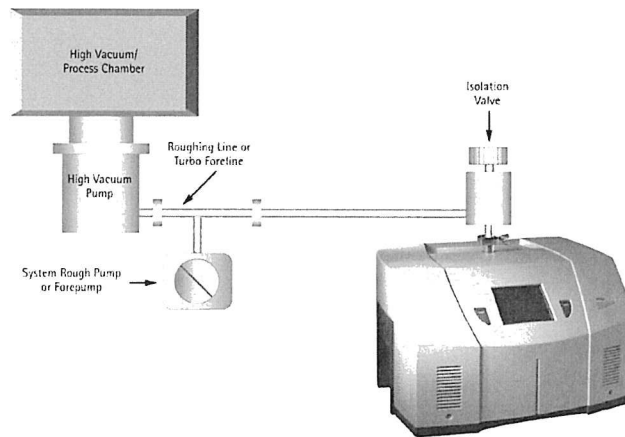 High Vacuum/
Process Chamber
Isolation
Valve
Roughing Line or
Turbo Foreline
High Vacuum
Pump
System Rough Pump
or Forepump